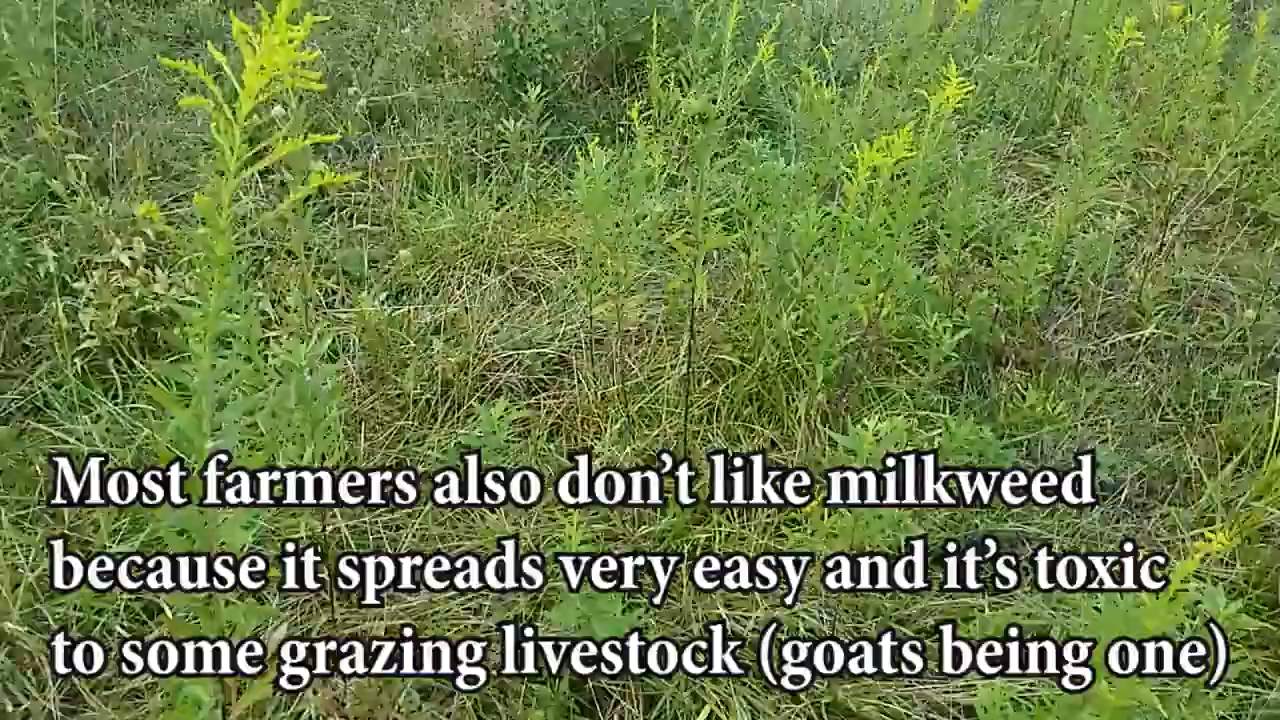 Most farmers also don’t like milkweed
because it spreads very easy and it’s toxic
to some grazing livestock (goats being one)